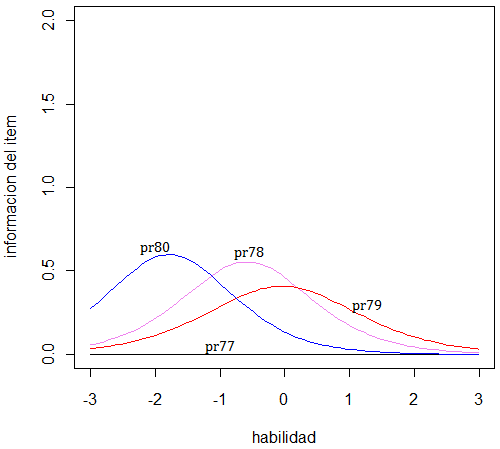 informacion del item
2.0
1.5
1.0
0.5
0.0
pr80
pr78
pr79
pr77
-3 -2 -1 0 1 2 3
habilidad